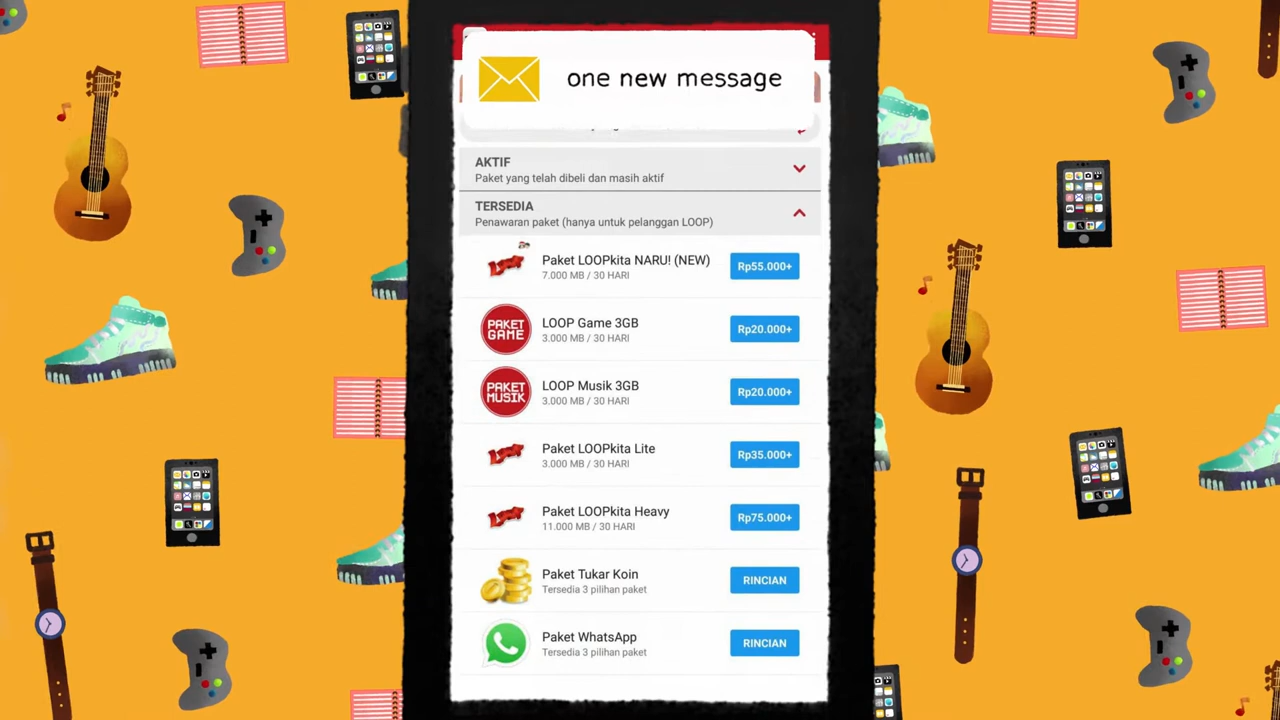 one new message
AKTIF
Paket yang telah dibeli dan masih aktif
TERSEDIA
Penawaran paket (hanya untuk pelanggan LOOP)
Paket LOOPkita NARU! (NEW)
7.000 MB / 30 HARI
Rp55.000+
PAKET
GAME
LOOP Game 3GB
3.000 MB / 30 HARI
Rp20.000+
PAKET
MUSIK
LOOP Musik 3GB
3.000 MB / 30 HARI
Rp20.000+
Paket LOOPkita Lite
3.000 MB / 30 HARI
Rp35.000+
Paket LOOPkita Heavy
11.000 MB / 30 HARI
Rp75.000+
Paket Tukar Koin
Tersedia 3 pilihan paket
RINCIAN
Paket WhatsApp
Tersedia 3 pilihan paket
RINCIAN